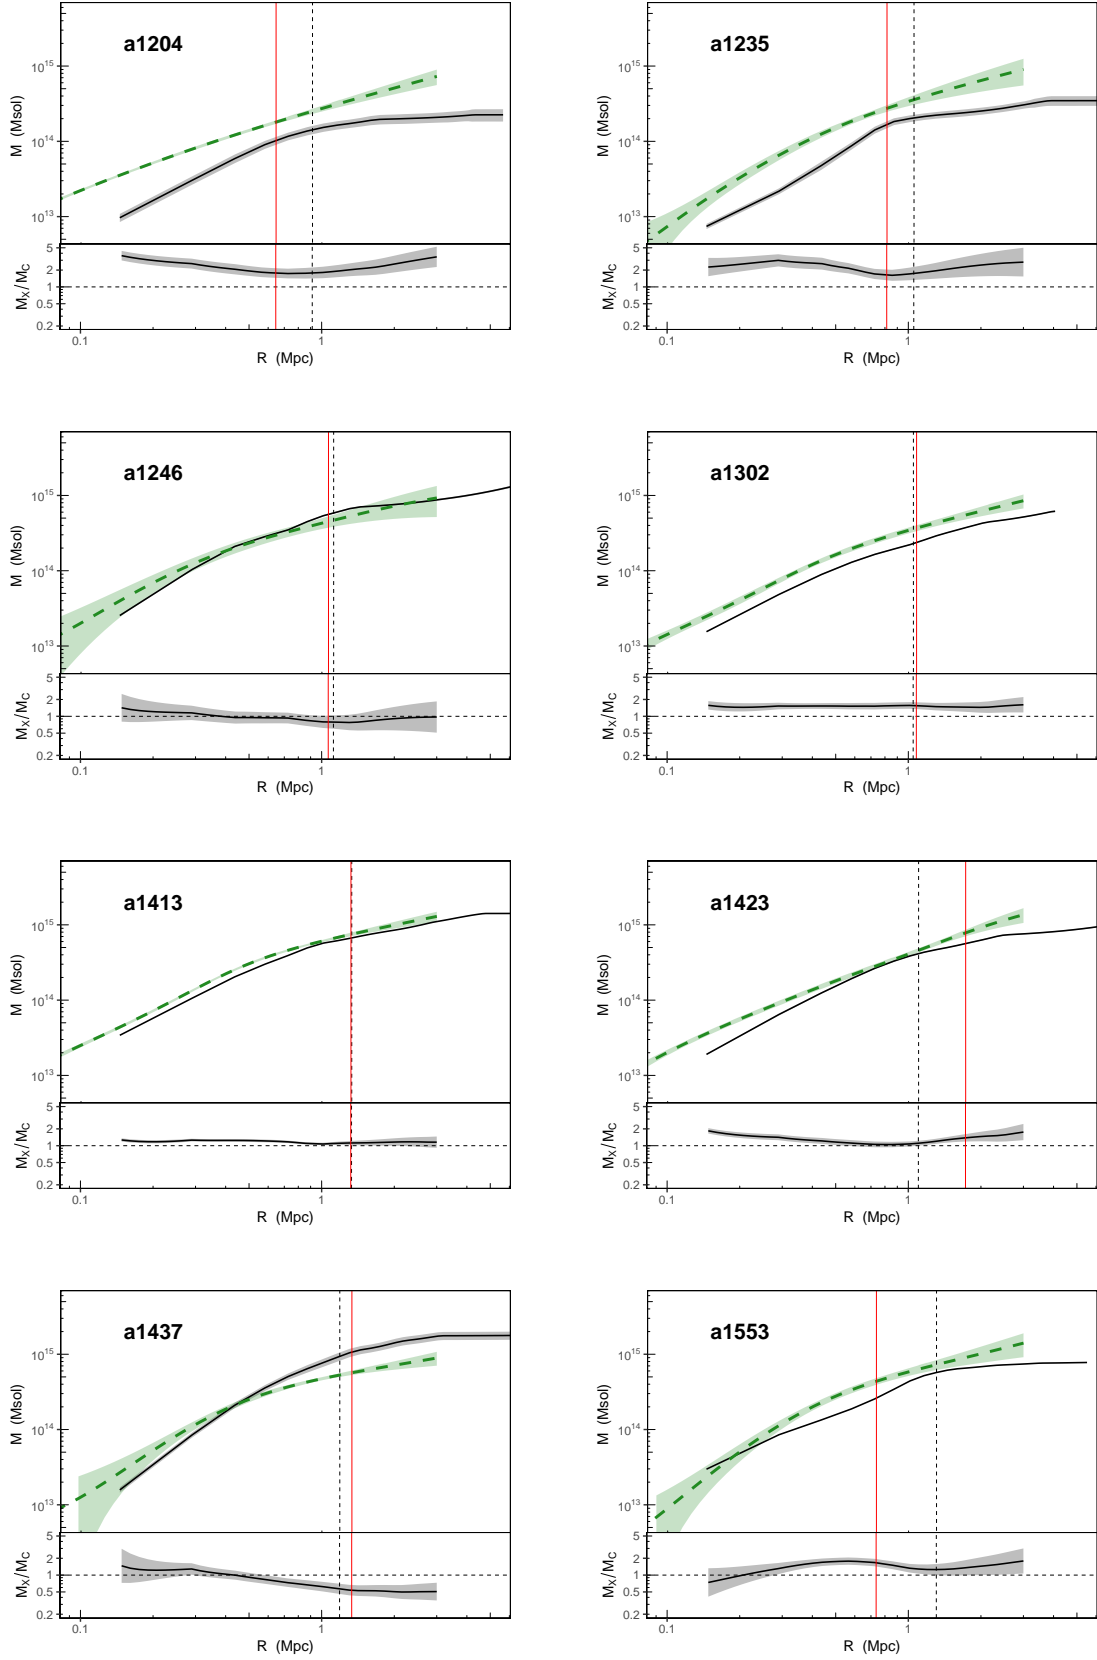 a1204
10^15
10^14
10^13
M (Msol)
5
2
1
0.5
0.2
M_X/M_C
0.1
1
R (Mpc)
a1235
10^15
10^14
10^13
M (Msol)
5
2
1
0.5
0.2
M_X/M_C
0.1
1
R (Mpc)
a1246
10^15
10^14
10^13
M (Msol)
5
2
1
0.5
0.2
M_X/M_C
0.1
1
R (Mpc)
a1302
10^15
10^14
10^13
M (Msol)
5
2
1
0.5
0.2
M_X/M_C
0.1
1
R (Mpc)
a1413
10^15
10^14
10^13
M (Msol)
5
2
1
0.5
0.2
M_X/M_C
0.1
1
R (Mpc)
a1423
10^15
10^14
10^13
M (Msol)
5
2
1
0.5
0.2
M_X/M_C
0.1
1
R (Mpc)
a1437
10^15
10^14
10^13
M (Msol)
5
2
1
0.5
0.2
M_X/M_C
0.1
1
R (Mpc)
a1553
10^15
10^14
10^13
M (Msol)
5
2
1
0.5
0.2
M_X/M_C
0.1
1
R (Mpc)